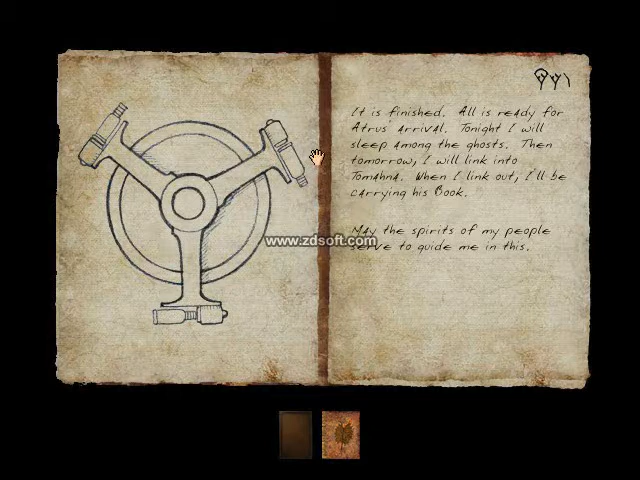 It is finished. All is ready for
Atrus arrival. Tonight I will
sleep among the ghosts. Then
tomorrow, I will link into
Tomahna. When I link out, I'll be
carrying his Book.
www.zdsoft.com
May the spirits of my people
serve to guide me in this.